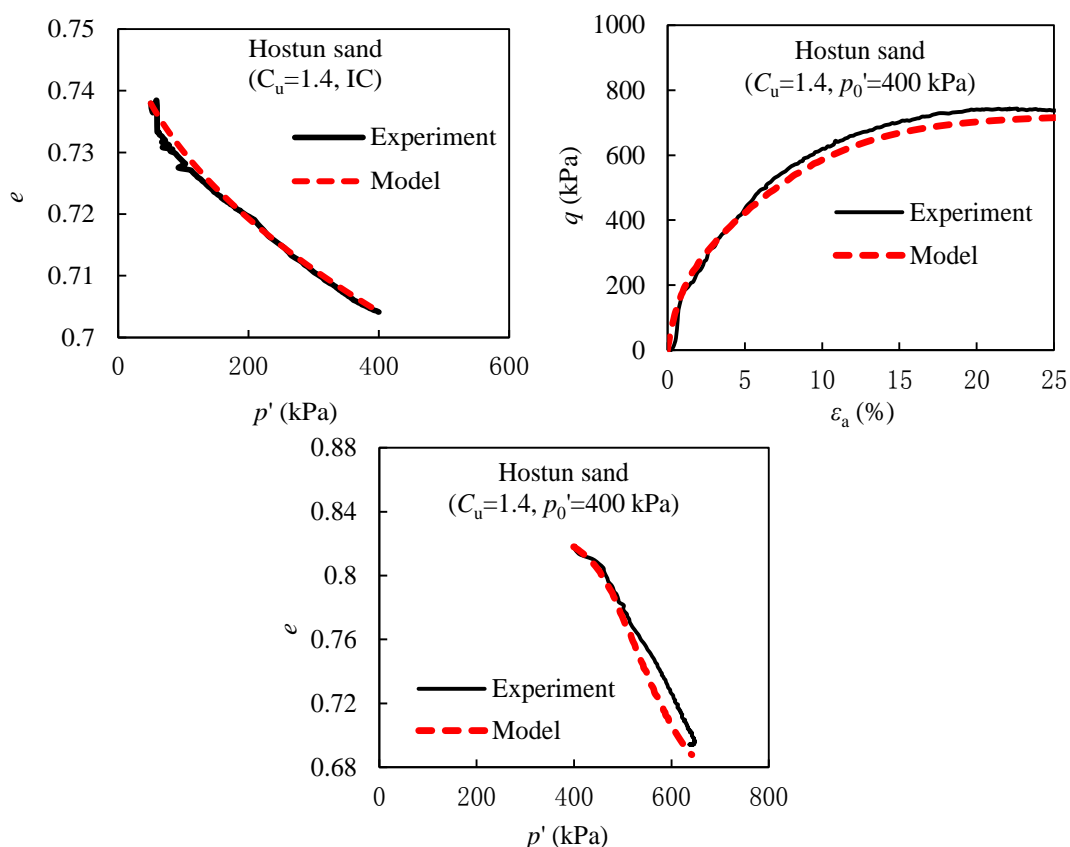 0.75
0.74
0.73
0.72
0.71
0.7
0
200
400
600
e
p' (kPa)
Hostun sand
(Cu=1.4, IC)
Experiment
Model
1000
800
600
400
200
0
0
5
10
15
20
25
q (kPa)
εa (%)
Hostun sand
(Cu=1.4, p0'=400 kPa)
Experiment
Model
0.88
0.84
0.8
0.76
0.72
0.68
0
200
400
600
800
e
p' (kPa)
Hostun sand
(Cu=1.4, p0'=400 kPa)
Experiment
Model